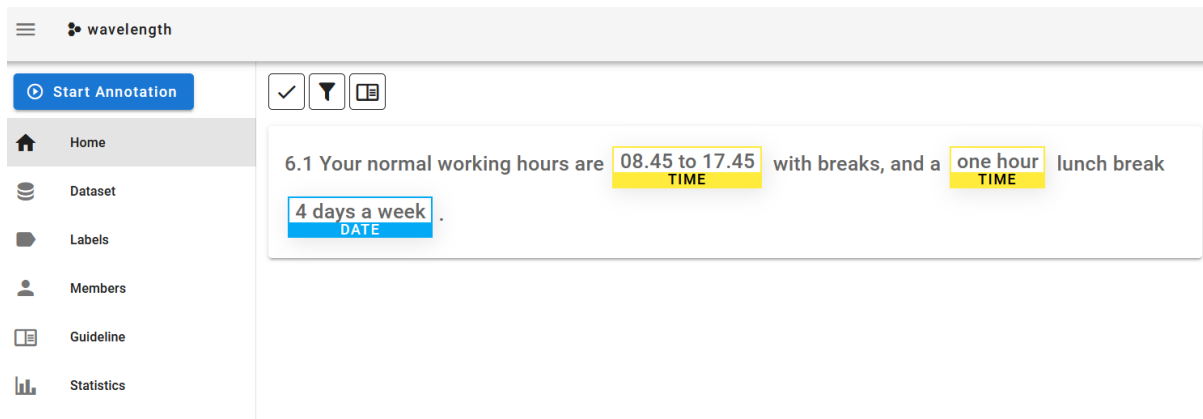 wavelength
Start Annotation
Home
Dataset
Labels
Members
Guideline
Statistics
6.1 Your normal working hours are 08.45 to 17.45 with breaks, and a one hour lunch break
TIME TIME
4 days a week .
DATE